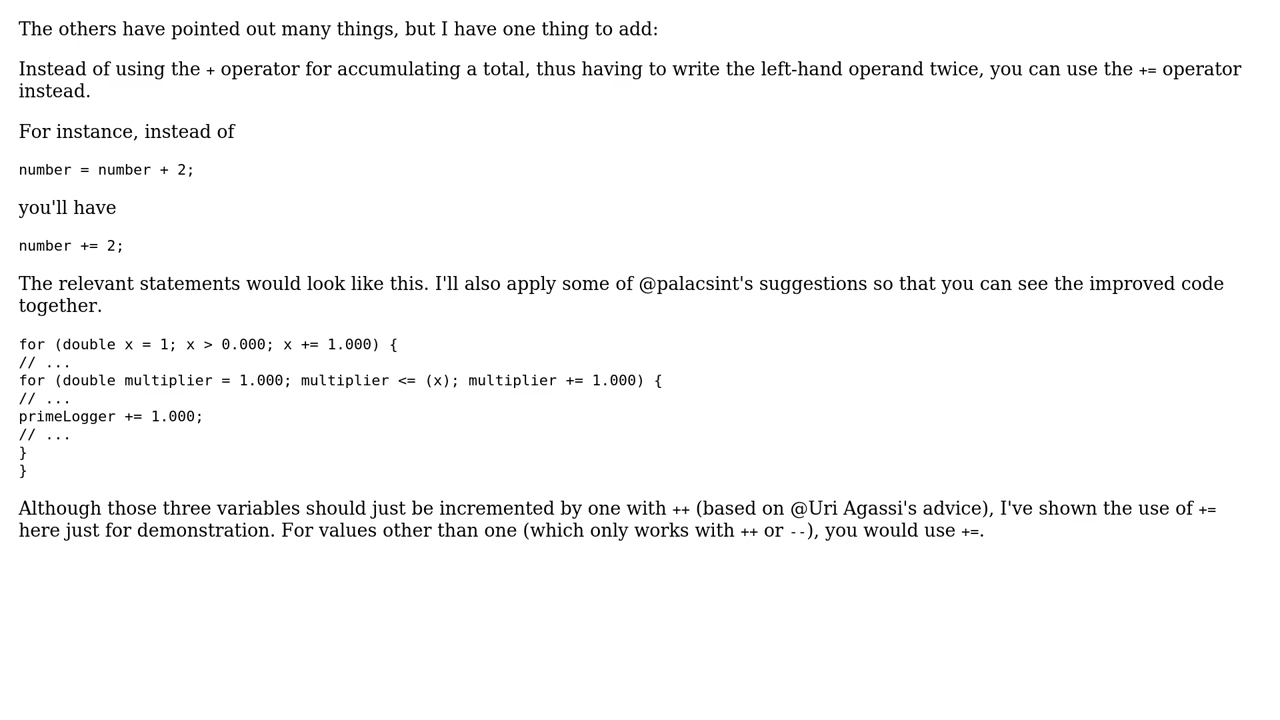 The others have pointed out many things, but I have one thing to add:
Instead of using the + operator for accumulating a total, thus having to write the left-hand operand twice, you can use the += operator
instead.
For instance, instead of
number = number + 2;
you'll have
number += 2;
The relevant statements would look like this. I'll also apply some of @palacsint's suggestions so that you can see the improved code
together.
for (double x = 1; x > 0.000; x += 1.000) {
// ...
for (double multiplier = 1.000; multiplier <= (x); multiplier += 1.000) {
// ...
primeLogger += 1.000;
// ...
}
}
Although those three variables should just be incremented by one with ++ (based on @Uri Agassi's advice), I've shown the use of +=
here just for demonstration. For values other than one (which only works with ++ or --), you would use +=.